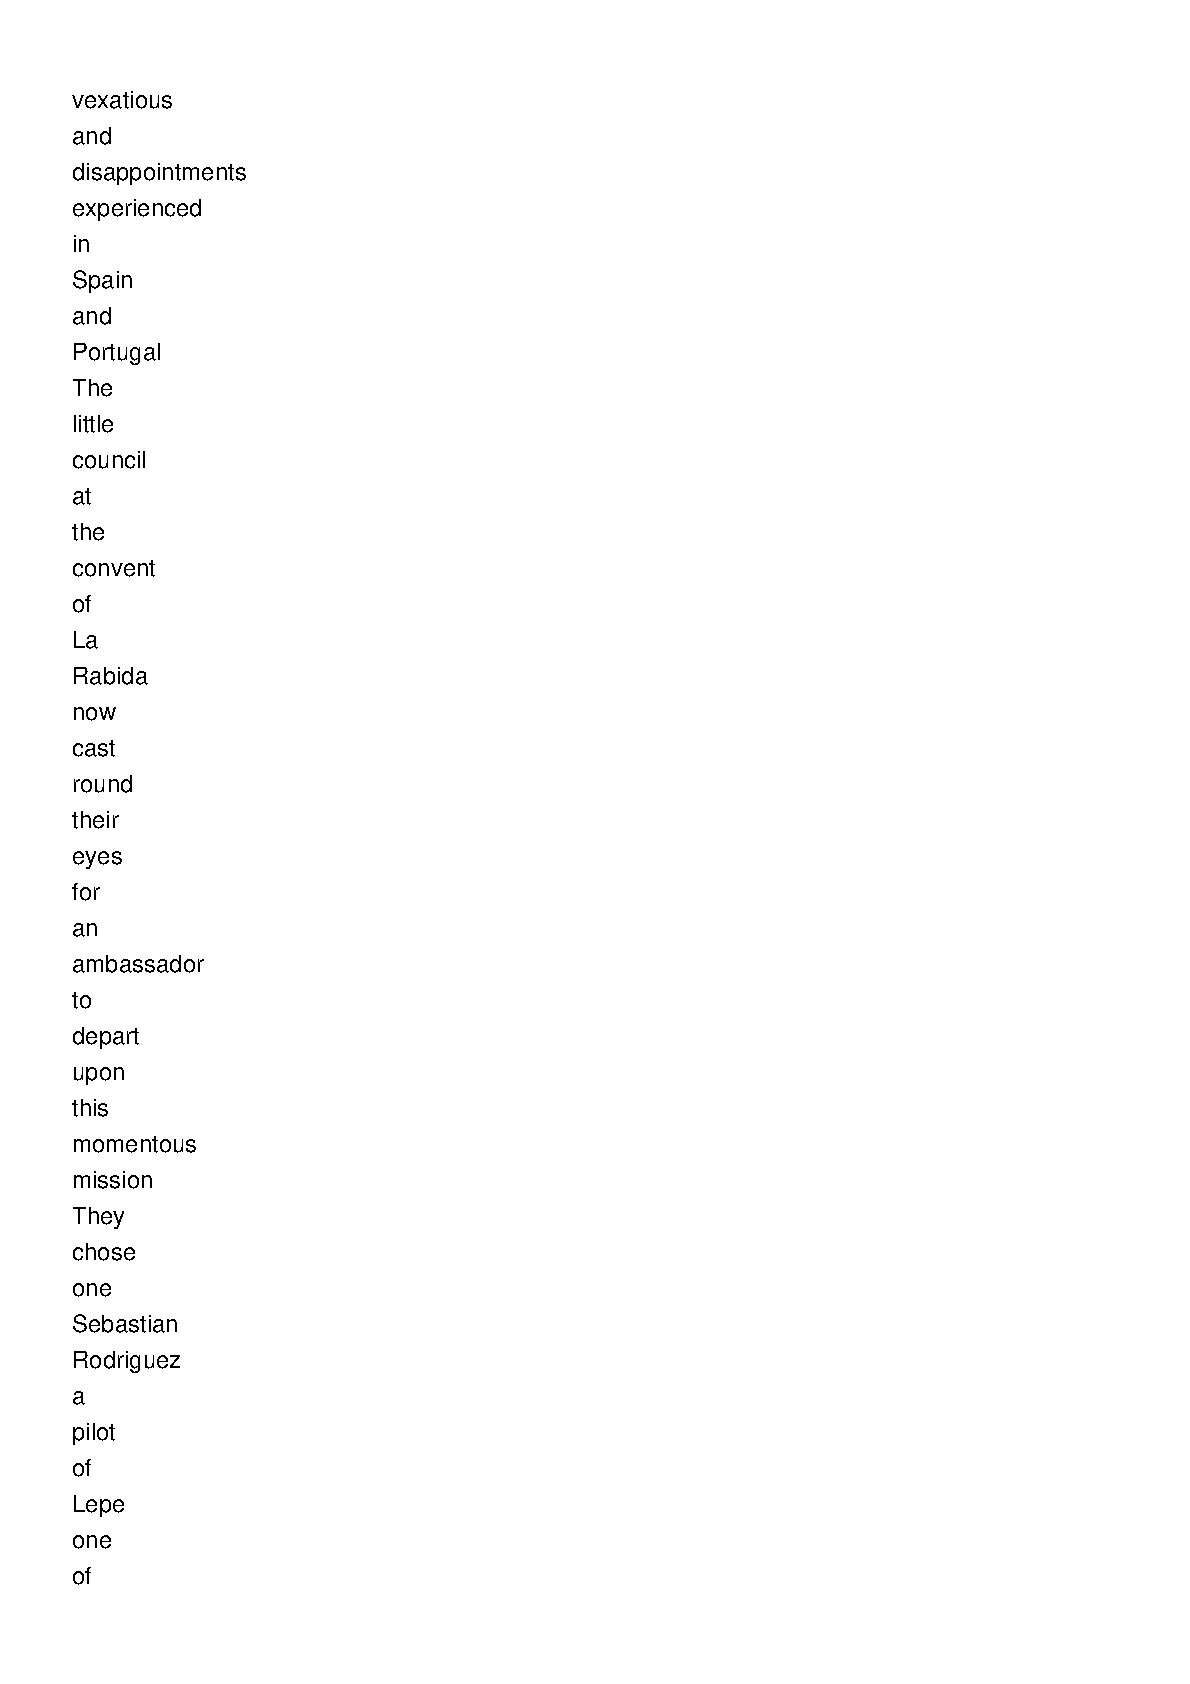 vexatious
and
disappointments
experienced
in
Spain
and
Portugal
The
little
council
at
the
convent
of
La
Rabida
now
cast
round
their
eyes
for
an
ambassador
to
depart
upon
this
momentous
mission
They
chose
one
Sebastian
Rodriguez
a
pilot
of
Lepe
one
of